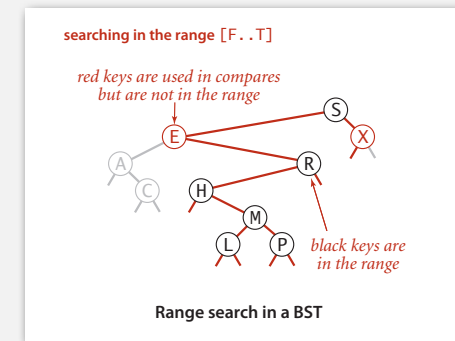 searching in the range [F..T]
red keys are used in compares
but are not in the range
S
E
X
A
R
C
H
M
L
P
black keys are
in the range
Range search in a BST